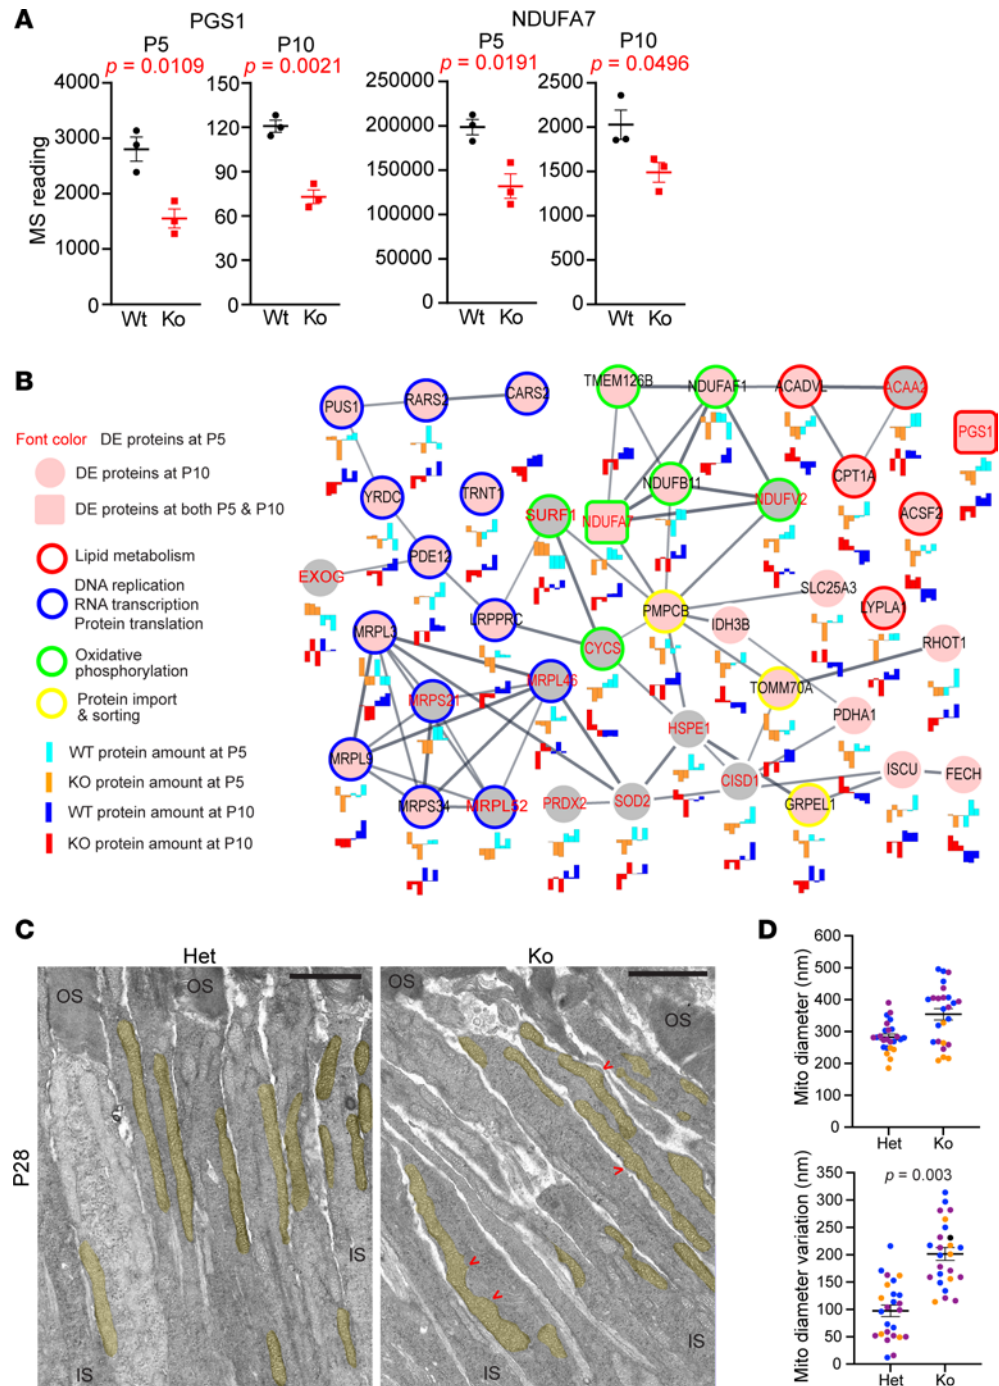 A
PGS1
NDUFA7
P5
P10
P5
P10
p = 0.0109
p = 0.0021
p = 0.0191
p = 0.0496
MS reading
4000
3000
2000
1000
0
150
120
90
60
30
0
250000
200000
150000
100000
50000
0
2500
2000
1500
1000
500
0
Wt Ko
Wt Ko
Wt Ko
Wt Ko
B
Font color DE proteins at P5
DE proteins at P10
DE proteins at both P5 & P10
Lipid metabolism
DNA replication
RNA transcription
Protein translation
Oxidative
phosphorylation
Protein import
& sorting
WT protein amount at P5
KO protein amount at P5
WT protein amount at P10
KO protein amount at P10
PUS1
RARS2
CARS2
TMEM126B
NDUFAF1
ACADVL
ACAA2
PGS1
YRDC
TRNT1
SURF1
NDUFA7
NDUFB11
NDUFV2
CPT1A
ACSF2
EXOG
PDE12
LRPPRC
PMPCB
SLC25A3
LYPLA1
MRPL3
CYCS
IDH3B
RHOT1
MRPS21
MRPL46
TOMM70A
HSPE1
PDHA1
MRPL9
MRPS34
MRPL52
PRDX2
SOD2
CISD1
GRPEL1
ISCU
FECH
C
Het
Ko
P28
OS
OS
IS
IS
OS
IS
IS
D
Mito diameter (nm)
600
500
400
300
200
100
0
Het Ko
Mito diameter variation (nm)
p = 0.003
350
300
250
200
150
100
50
0
Het Ko